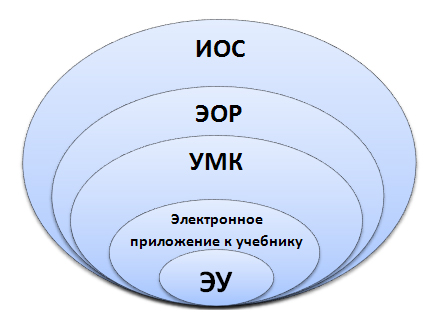 ИОС
ЭОР
УМК
Электронное
приложение к учебнику
ЭУ